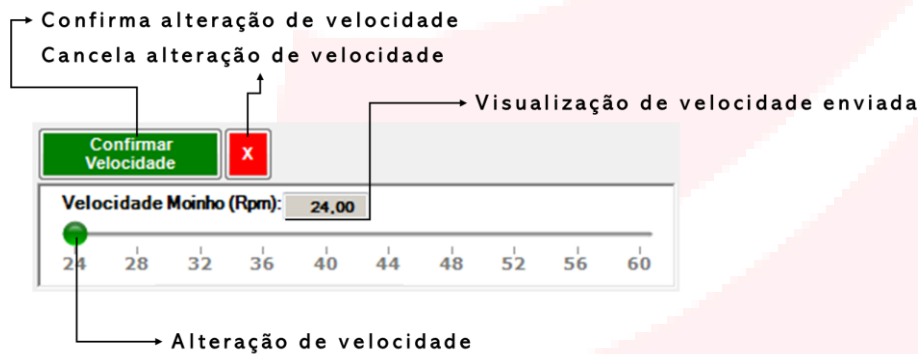 Confirma alteração de velocidade
Cancela alteração de velocidade
Visualização de velocidade enviada
Confirmar
Velocidade
X
Velocidade Moinho (Rpm): 24,00
24 28 32 36 40 44 48 52 56 60
Alteração de velocidade